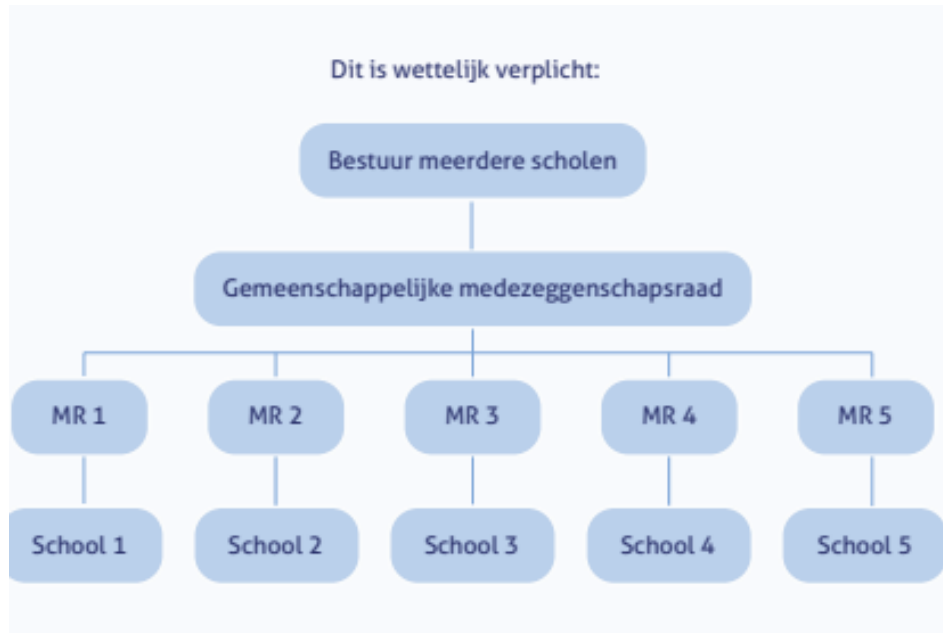 Dit is wettelijk verplicht:
Bestuur meerdere scholen
Gemeenschappelijke medezeggenschapsraad
MR 1
MR 2
MR 3
MR 4
MR 5
School 1
School 2
School 3
School 4
School 5